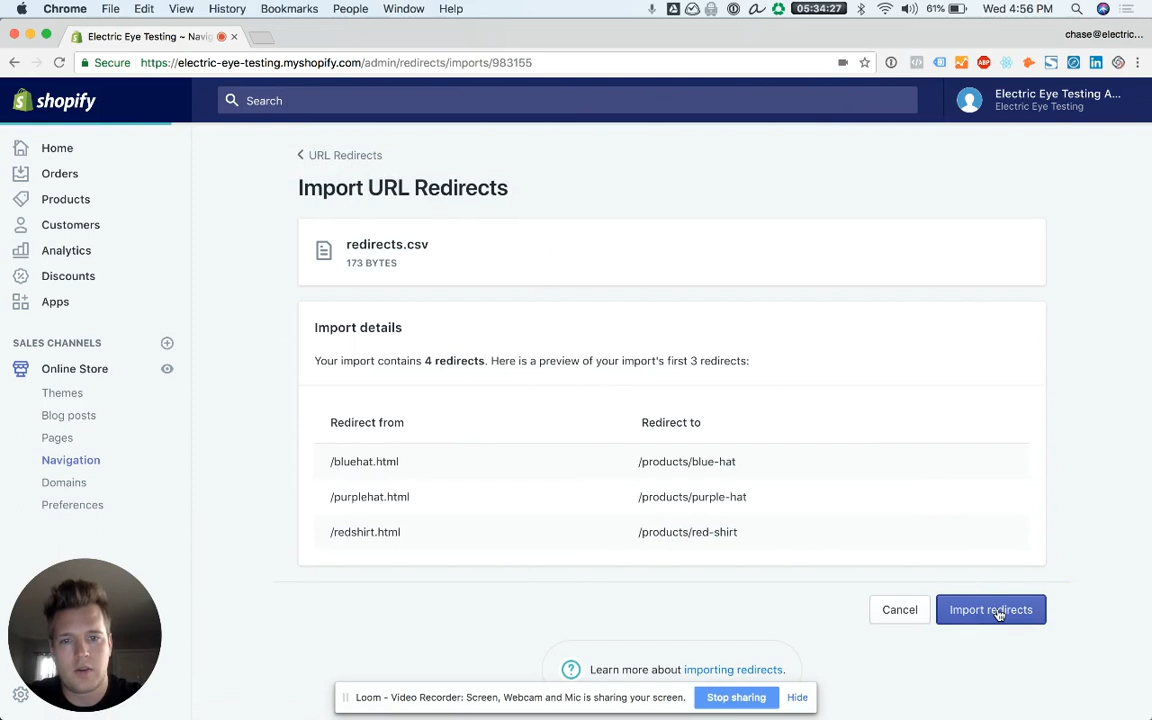 Chrome File Edit View History Bookmarks People Window Help 05:34:27 61% Wed 4:56 PM
Electric Eye Testing ~ Navi
chase@electric...
Secure https://electric-eye-testing.myshopify.com/admin/redirects/imports/983155
shopify
Search
Electric Eye Testing A...
Electric Eye Testing
Home
Orders
Products
Customers
Analytics
Discounts
Apps
SALES CHANNELS
Online Store
Themes
Blog posts
Pages
Navigation
Domains
Preferences
URL Redirects
Import URL Redirects
redirects.csv
173 BYTES
Import details
Your import contains 4 redirects. Here is a preview of your import's first 3 redirects:
Redirect from Redirect to
/bluehat.html /products/blue-hat
/purplehat.html /products/purple-hat
/redshirt.html /products/red-shirt
Cancel Import redirects
Learn more about importing redirects.
Loom - Video Recorder: Screen, Webcam and Mic is sharing your screen. Stop sharing Hide